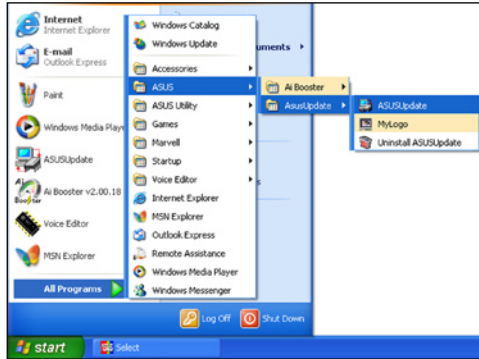 Internet
Internet Explorer
E-mail
Outlook Express
Paint
Windows Media Play
ASUSUpdate
Ai Booster v2.00.18
Voice Editor
MSN Explorer
All Programs
Windows Catalog
Windows Update
Accessories
ASUS
ASUS Utility
Games
Marvell
Startup
Voice Editor
Internet Explorer
MSN Explorer
Outlook Express
Remote Assistance
Windows Media Player
Windows Messenger
uments
s
Ai Booster
AsusUpdate
ASUSUpdate
MyLogo
Uninstall ASUSUpdate
Log Off
Shut Down
start
Select